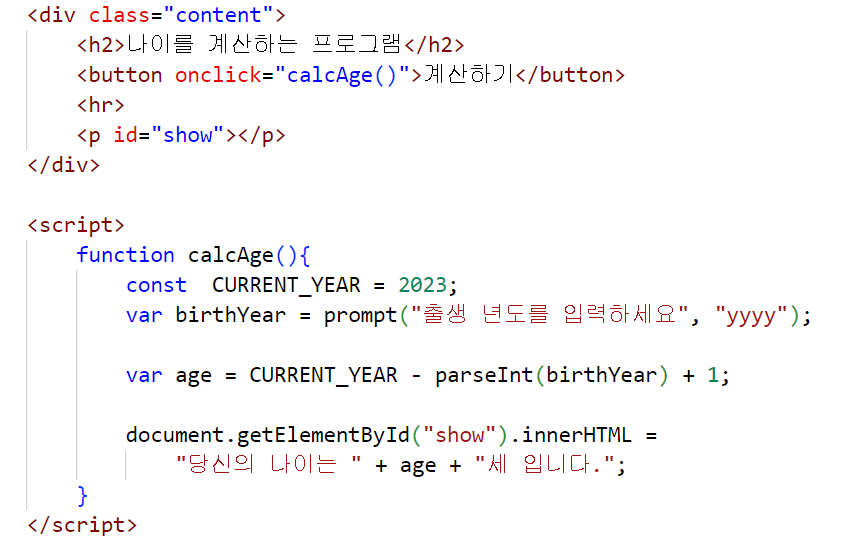 <div class="content">
<h2>나이를 계산하는 프로그램</h2>
<button onclick="calcAge()">계산하기</button>
<hr>
<p id="show"></p>
</div>
<script>
function calcAge(){
const  CURRENT_YEAR = 2023;
var birthYear = prompt("출생 년도를 입력하세요", "yyyy");
var age = CURRENT_YEAR - parseInt(birthYear) + 1;
document.getElementById("show").innerHTML =
"당신의 나이는 " + age + "세 입니다.";
}
</script>